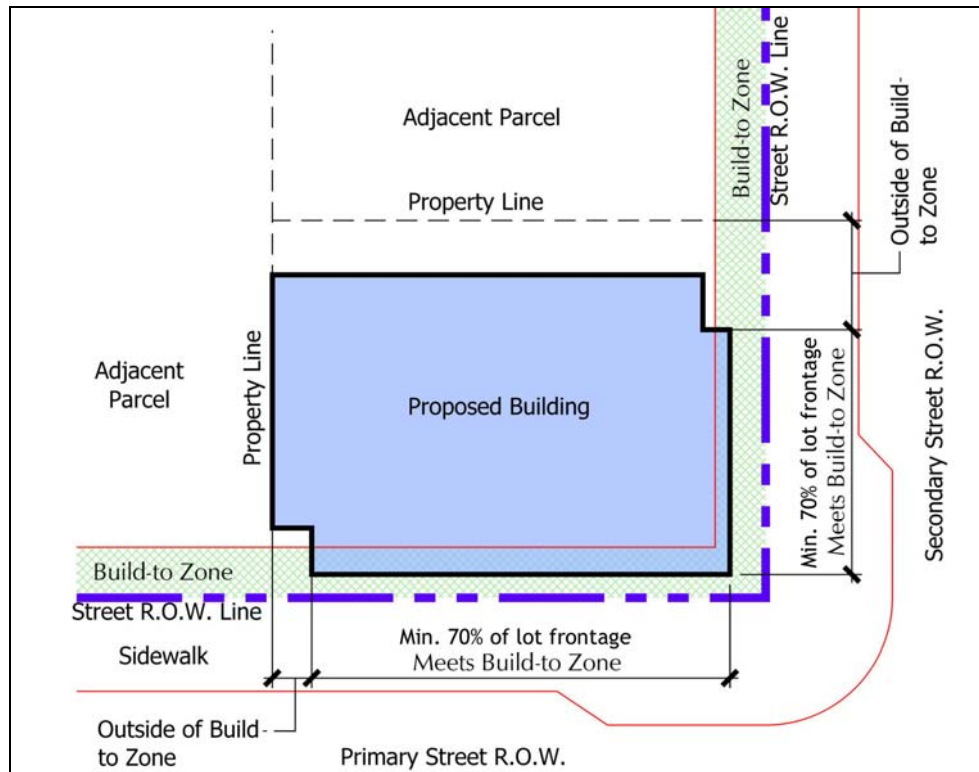 Adjacent Parcel
Property Line
Build-to Zone
Street R.O.W. Line
Outside of Build-
to Zone
Secondary Street R.O.W.
Adjacent
Parcel
Property Line
Proposed Building
Min. 70% of lot frontage
Meets Build-to Zone
Build-to Zone
Street R.O.W. Line
Sidewalk
Min. 70% of lot frontage
Meets Build-to Zone
Outside of Build-
to Zone
Primary Street R.O.W.